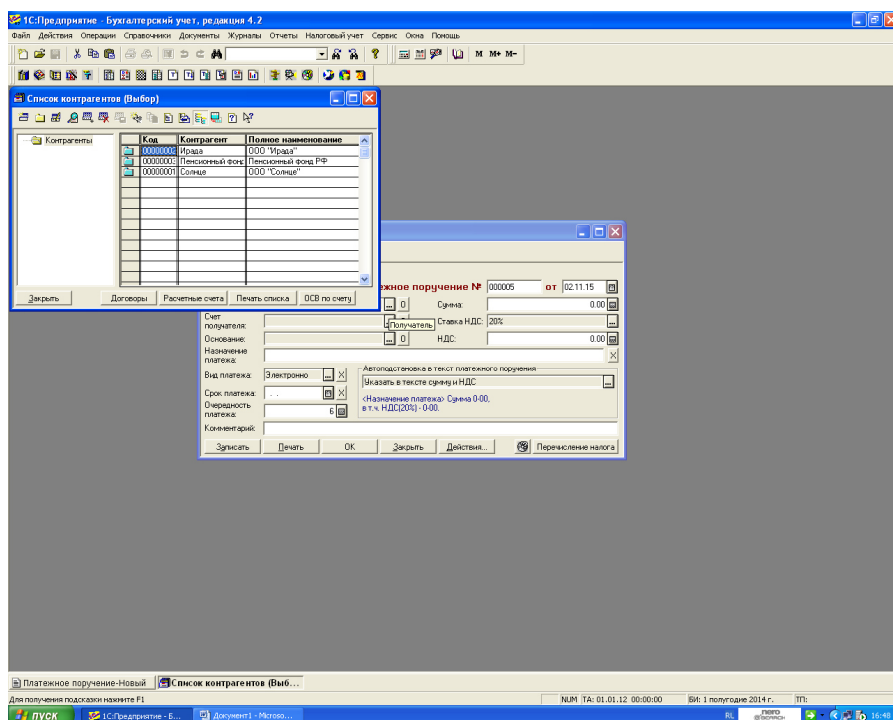 1С:Предприятие - Бухгалтерский учет, редакция 4.2
Файл Действия Операции Справочники Документы Журналы Отчеты Налоговый учет Сервис Окна Помощь
M M+ M-
Список контрагентов (Выбор)
Контрагенты
Код Контрагент Полное наименование
00000002 Ирада ООО "Ирада"
00000003 Пенсионный фонд Пенсионный фонд РФ
00000001 Солнце ООО "Солнце"
Закрыть Договоры Расчетные счета Печать списка ОСВ по счету
ежное поручение № 000005 от 02.11.15
Сумма: 0.00
Счет получателя: Получатель Ставка НДС: 20%
Основание: НДС: 0.00
Назначение платежа:
Вид платежа: Электронно
Автоподстановка в текст платежного поручения
Указать в тексте сумму и НДС
Срок платежа: . .
<Назначение платежа> Сумма 0-00,
в т.ч. НДС(20%) - 0-00.
Очередность платежа: 6
Комментарий:
Записать Печать OK Закрыть Действия... Перечисление налога
Платежное поручение-Новый Список контрагентов (Выб...
Для получения подсказки нажмите F1 NUM TA: 01.01.12 00:00:00 БИ: 1 полугодие 2014 г. ТП:
пуск 1С:Предприятие - Б... Документ1 - Microso... RL nero SEARCH 16:48